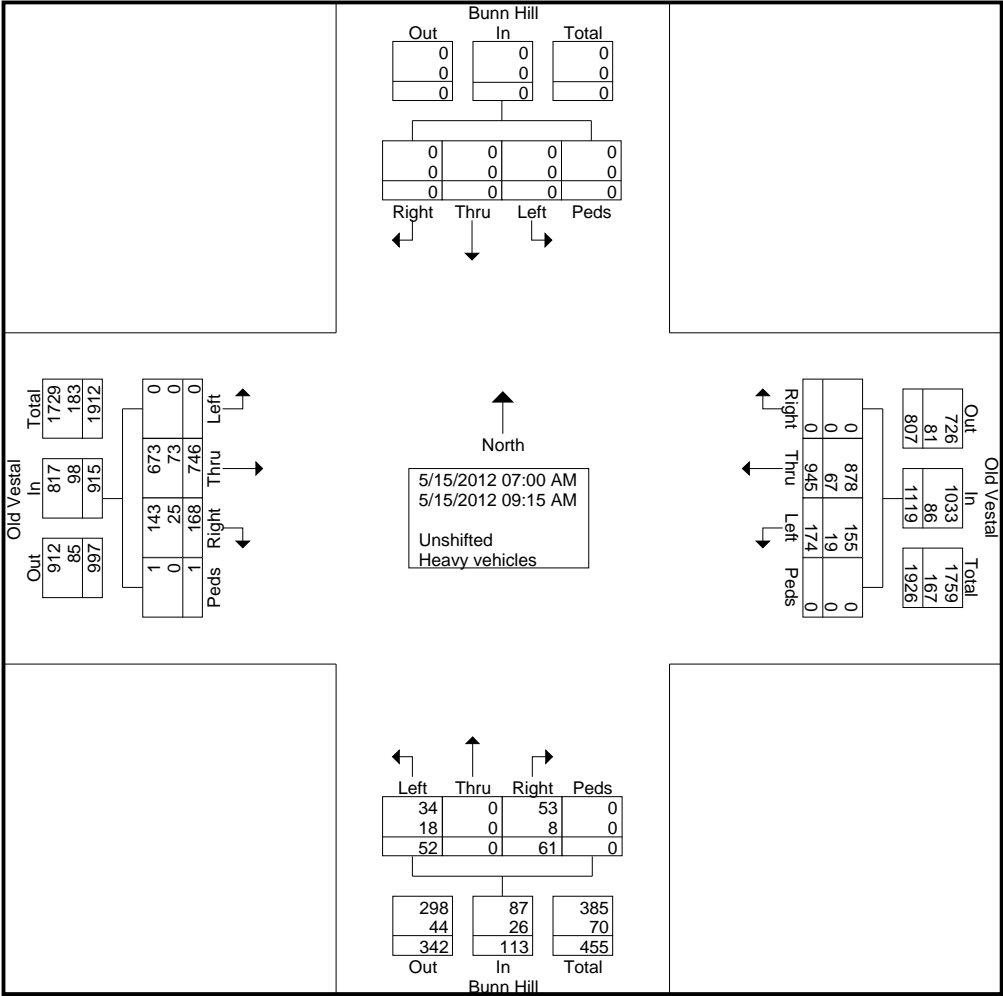 Bunn Hill
Out In Total
0 0 0
0 0 0
0 0 0
0 0 0 0
0 0 0 0
0 0 0 0
Right Thru Left Peds
Old Vestal
Total In Out
1729 817 912
183 98 85
1912 915 997
Left Thru Right Peds
0 673 143 1
0 73 25 0
0 746 168 1
North
5/15/2012 07:00 AM
5/15/2012 09:15 AM
Unshifted
Heavy vehicles
Old Vestal
Out In Total
726 1033 1759
81 86 167
807 1119 1926
0 878 155 0
0 67 19 0
0 945 174 0
Right Thru Left Peds
Left Thru Right Peds
34 0 53 0
18 0 8 0
52 0 61 0
298 87 385
44 26 70
342 113 455
Out In Total
Bunn Hill